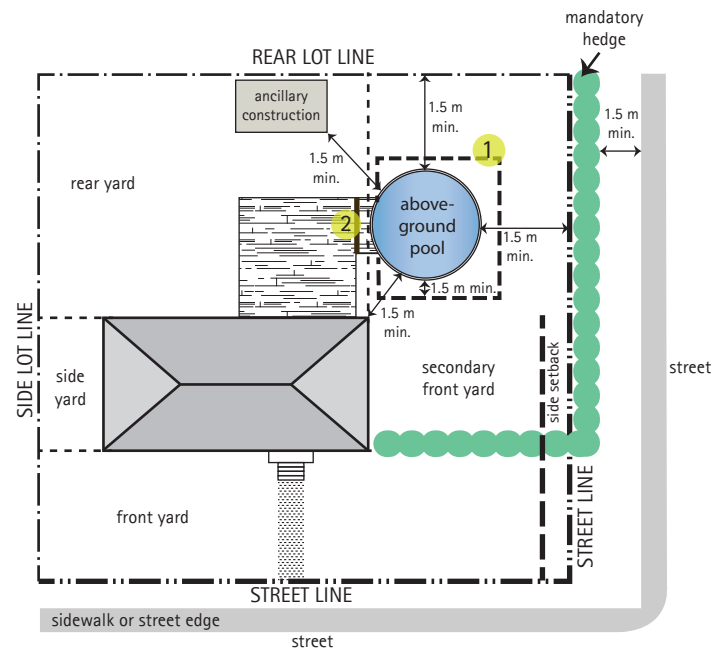 mandatory
hedge
REAR LOT LINE
ancillary
construction
1.5 m
min.
1.5 m
min.
1
1.5 m
min.
rear yard
above-
ground
pool
2
1.5 m
min.
1.5 m min.
1.5 m
min.
SIDE LOT LINE
side
yard
secondary
front yard
side setback
street
front yard
STREET LINE
STREET LINE
sidewalk or street edge
street